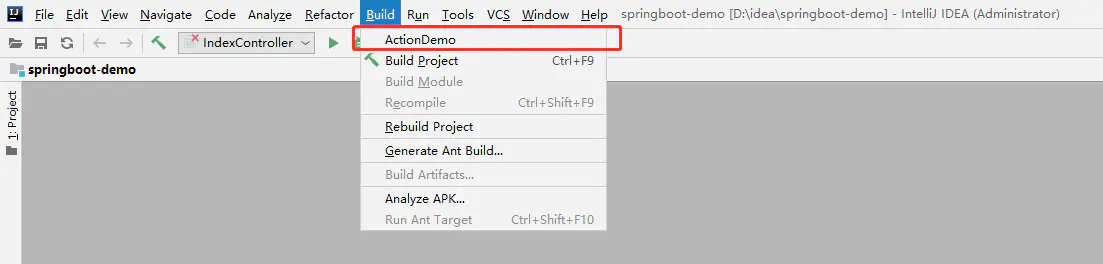 File Edit View Navigate Code Analyze Refactor Build Run Tools VCS Window Help springboot-demo [D:\idea\springboot-demo] - IntelliJ IDEA (Administrator)
IndexController
ActionDemo
springboot-demo
Build Project Ctrl+F9
Build Module
Recompile Ctrl+Shift+F9
Rebuild Project
Generate Ant Build...
Build Artifacts...
Analyze APK...
Run Ant Target Ctrl+Shift+F10
1: Project